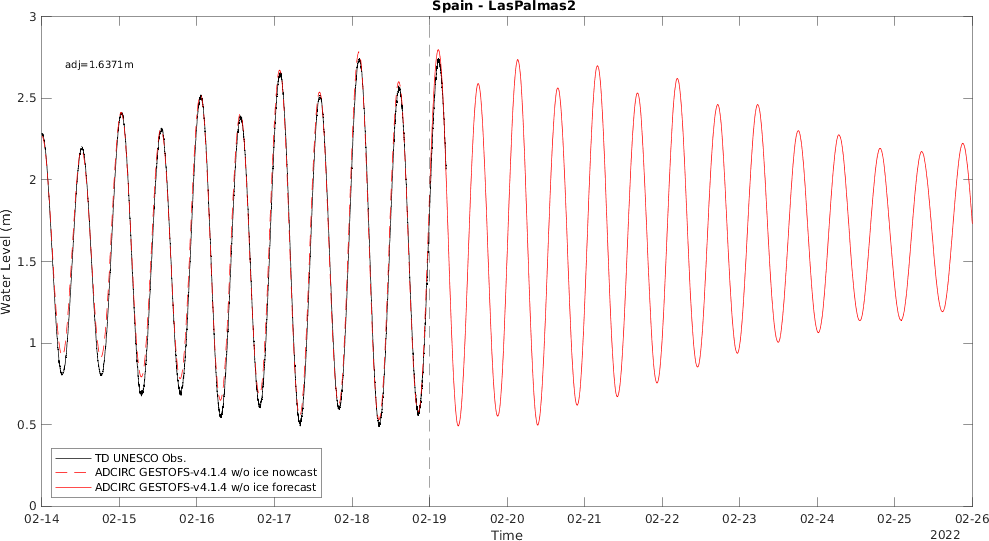 Spain - LasPalmas2
adj=1.6371m
Water Level (m)
3
2.5
2
1.5
1
0.5
0
TD UNESCO Obs.
ADCIRC GESTOFS-v4.1.4 w/o ice nowcast
ADCIRC GESTOFS-v4.1.4 w/o ice forecast
02-14 02-15 02-16 02-17 02-18 02-19 02-20 02-21 02-22 02-23 02-24 02-25 02-26
Time
2022